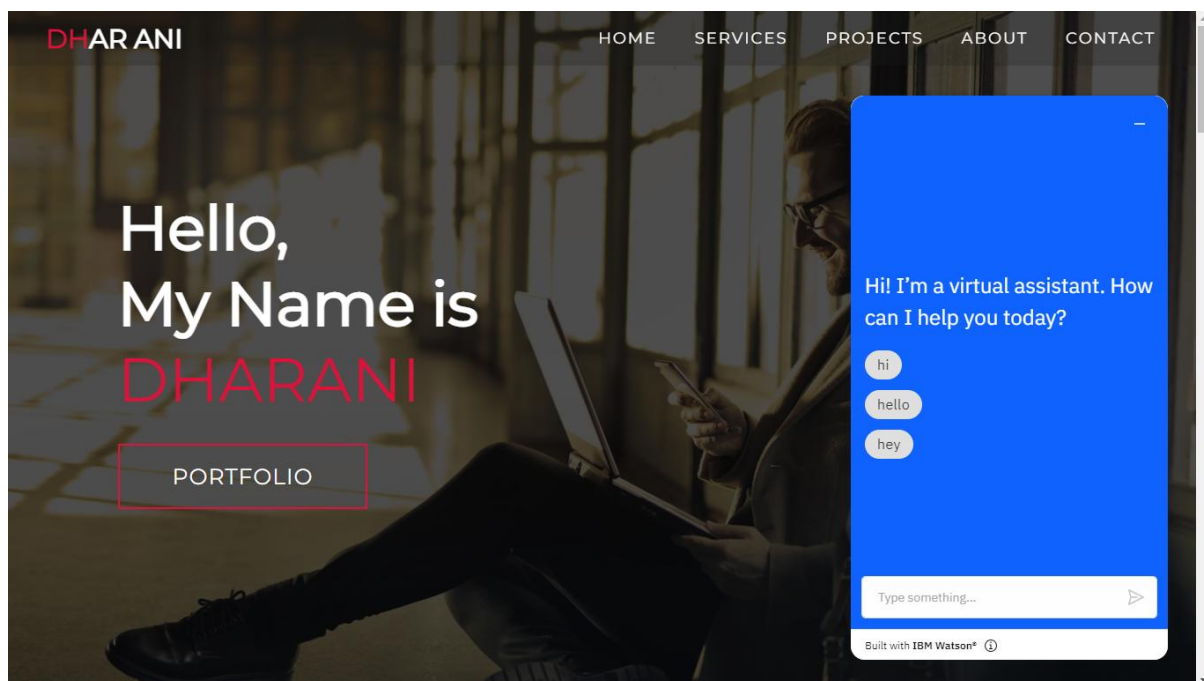 DHAR ANI
HOME SERVICES PROJECTS ABOUT CONTACT
Hello,
My Name is
DHARANI
PORTFOLIO
Hi! I’m a virtual assistant. How
can I help you today?
hi
hello
hey
Type something...
Built with IBM Watson®